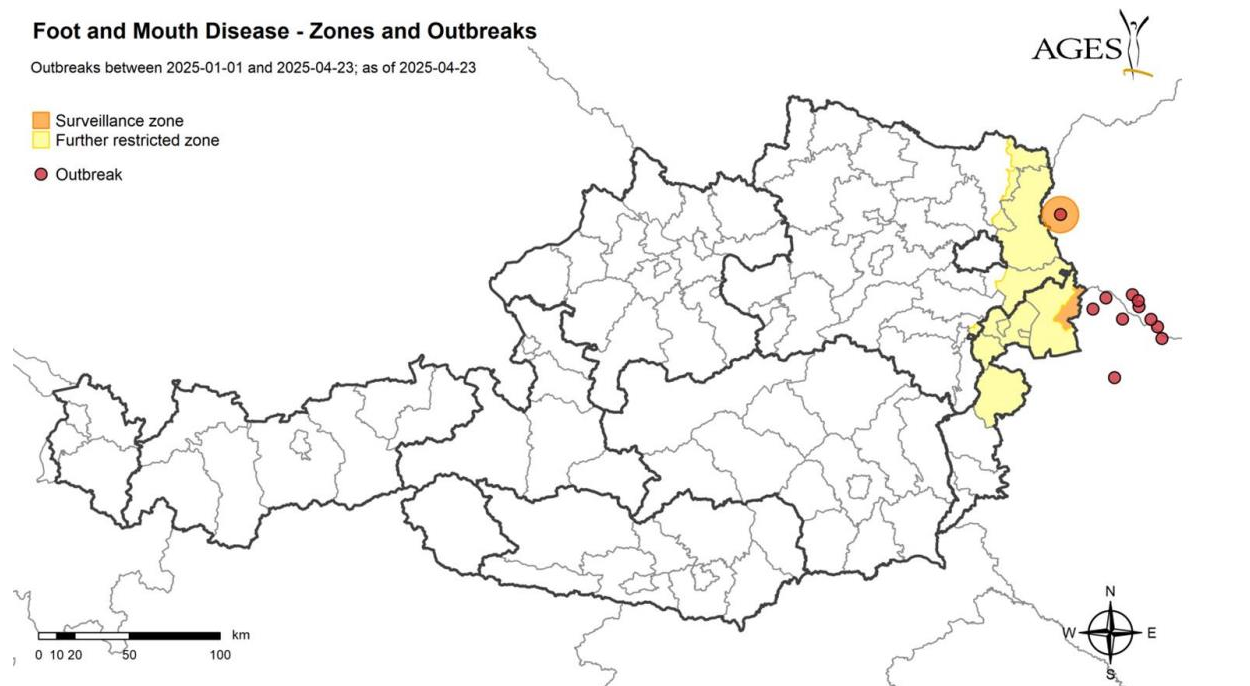 Foot and Mouth Disease - Zones and Outbreaks
AGES
Outbreaks between 2025-01-01 and 2025-04-23; as of 2025-04-23
Surveillance zone
Further restricted zone
Outbreak
N
W E
S
km
0 10 20 50 100